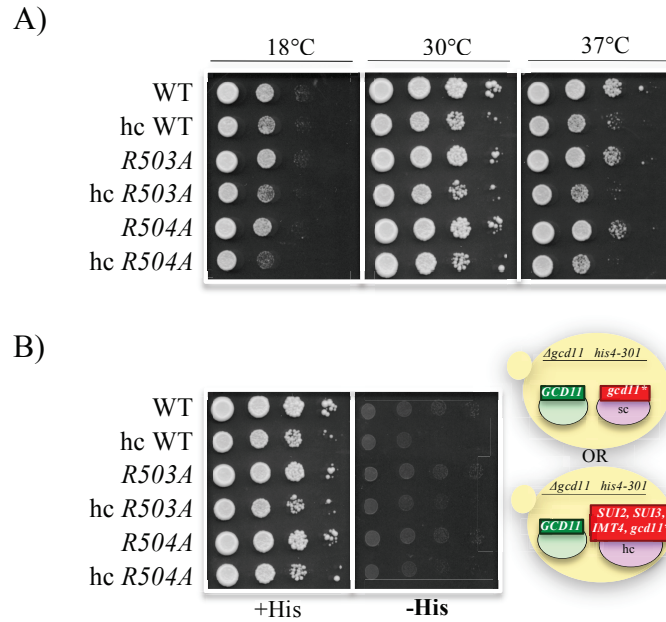 A)
18°C 30°C 37°C
WT
hc WT
R503A
hc R503A
R504A
hc R504A
B)
WT
hc WT
R503A
hc R503A
R504A
hc R504A
+His -His
Δgcd11 his4-301
GCD11 gcd11*
sc
OR
Δgcd11 his4-301
SUI2, SUI3,
GCD11 IMT4, gcd11*
hc